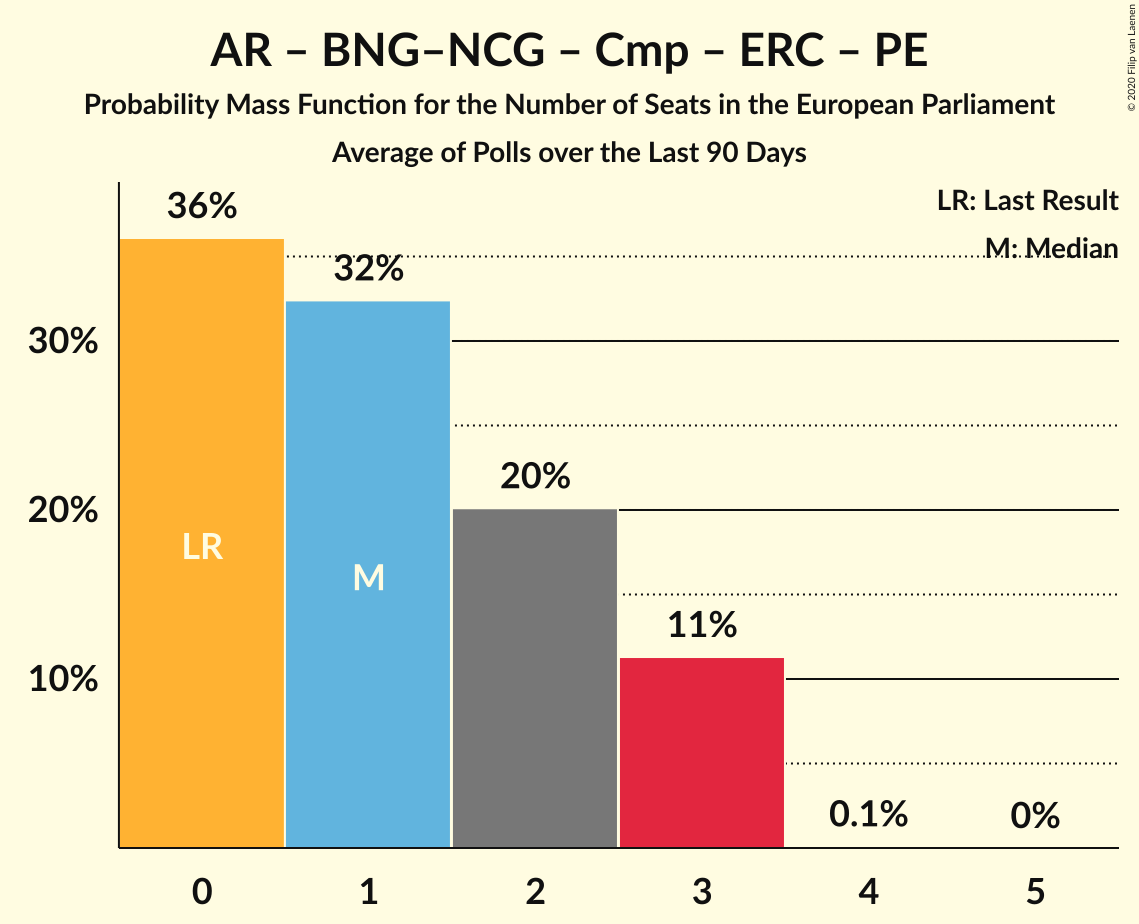 AR – BNG–NCG – Cmp – ERC – PE
Probability Mass Function for the Number of Seats in the European Parliament
Average of Polls over the Last 90 Days
© 2020 Filip van Laenen
LR: Last Result
M: Median
36%
32%
30%
20%
20%
LR
M
11%
10%
0.1%
0%
0
1
2
3
4
5